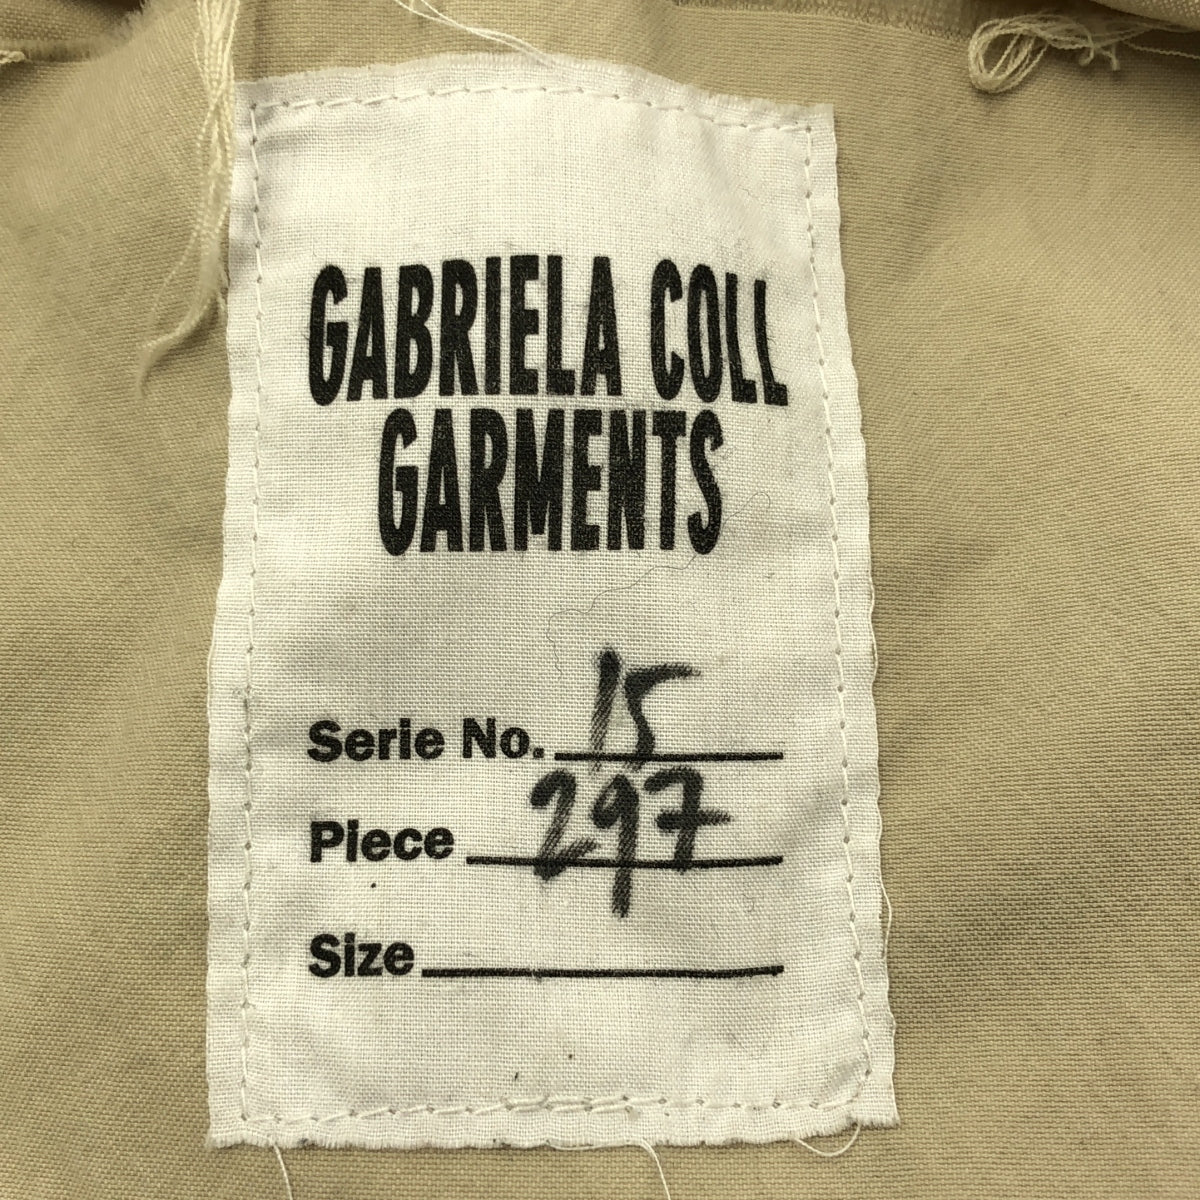 GABRIELA COLL
GARMENTS
Serie No. 15
Piece 297
Size